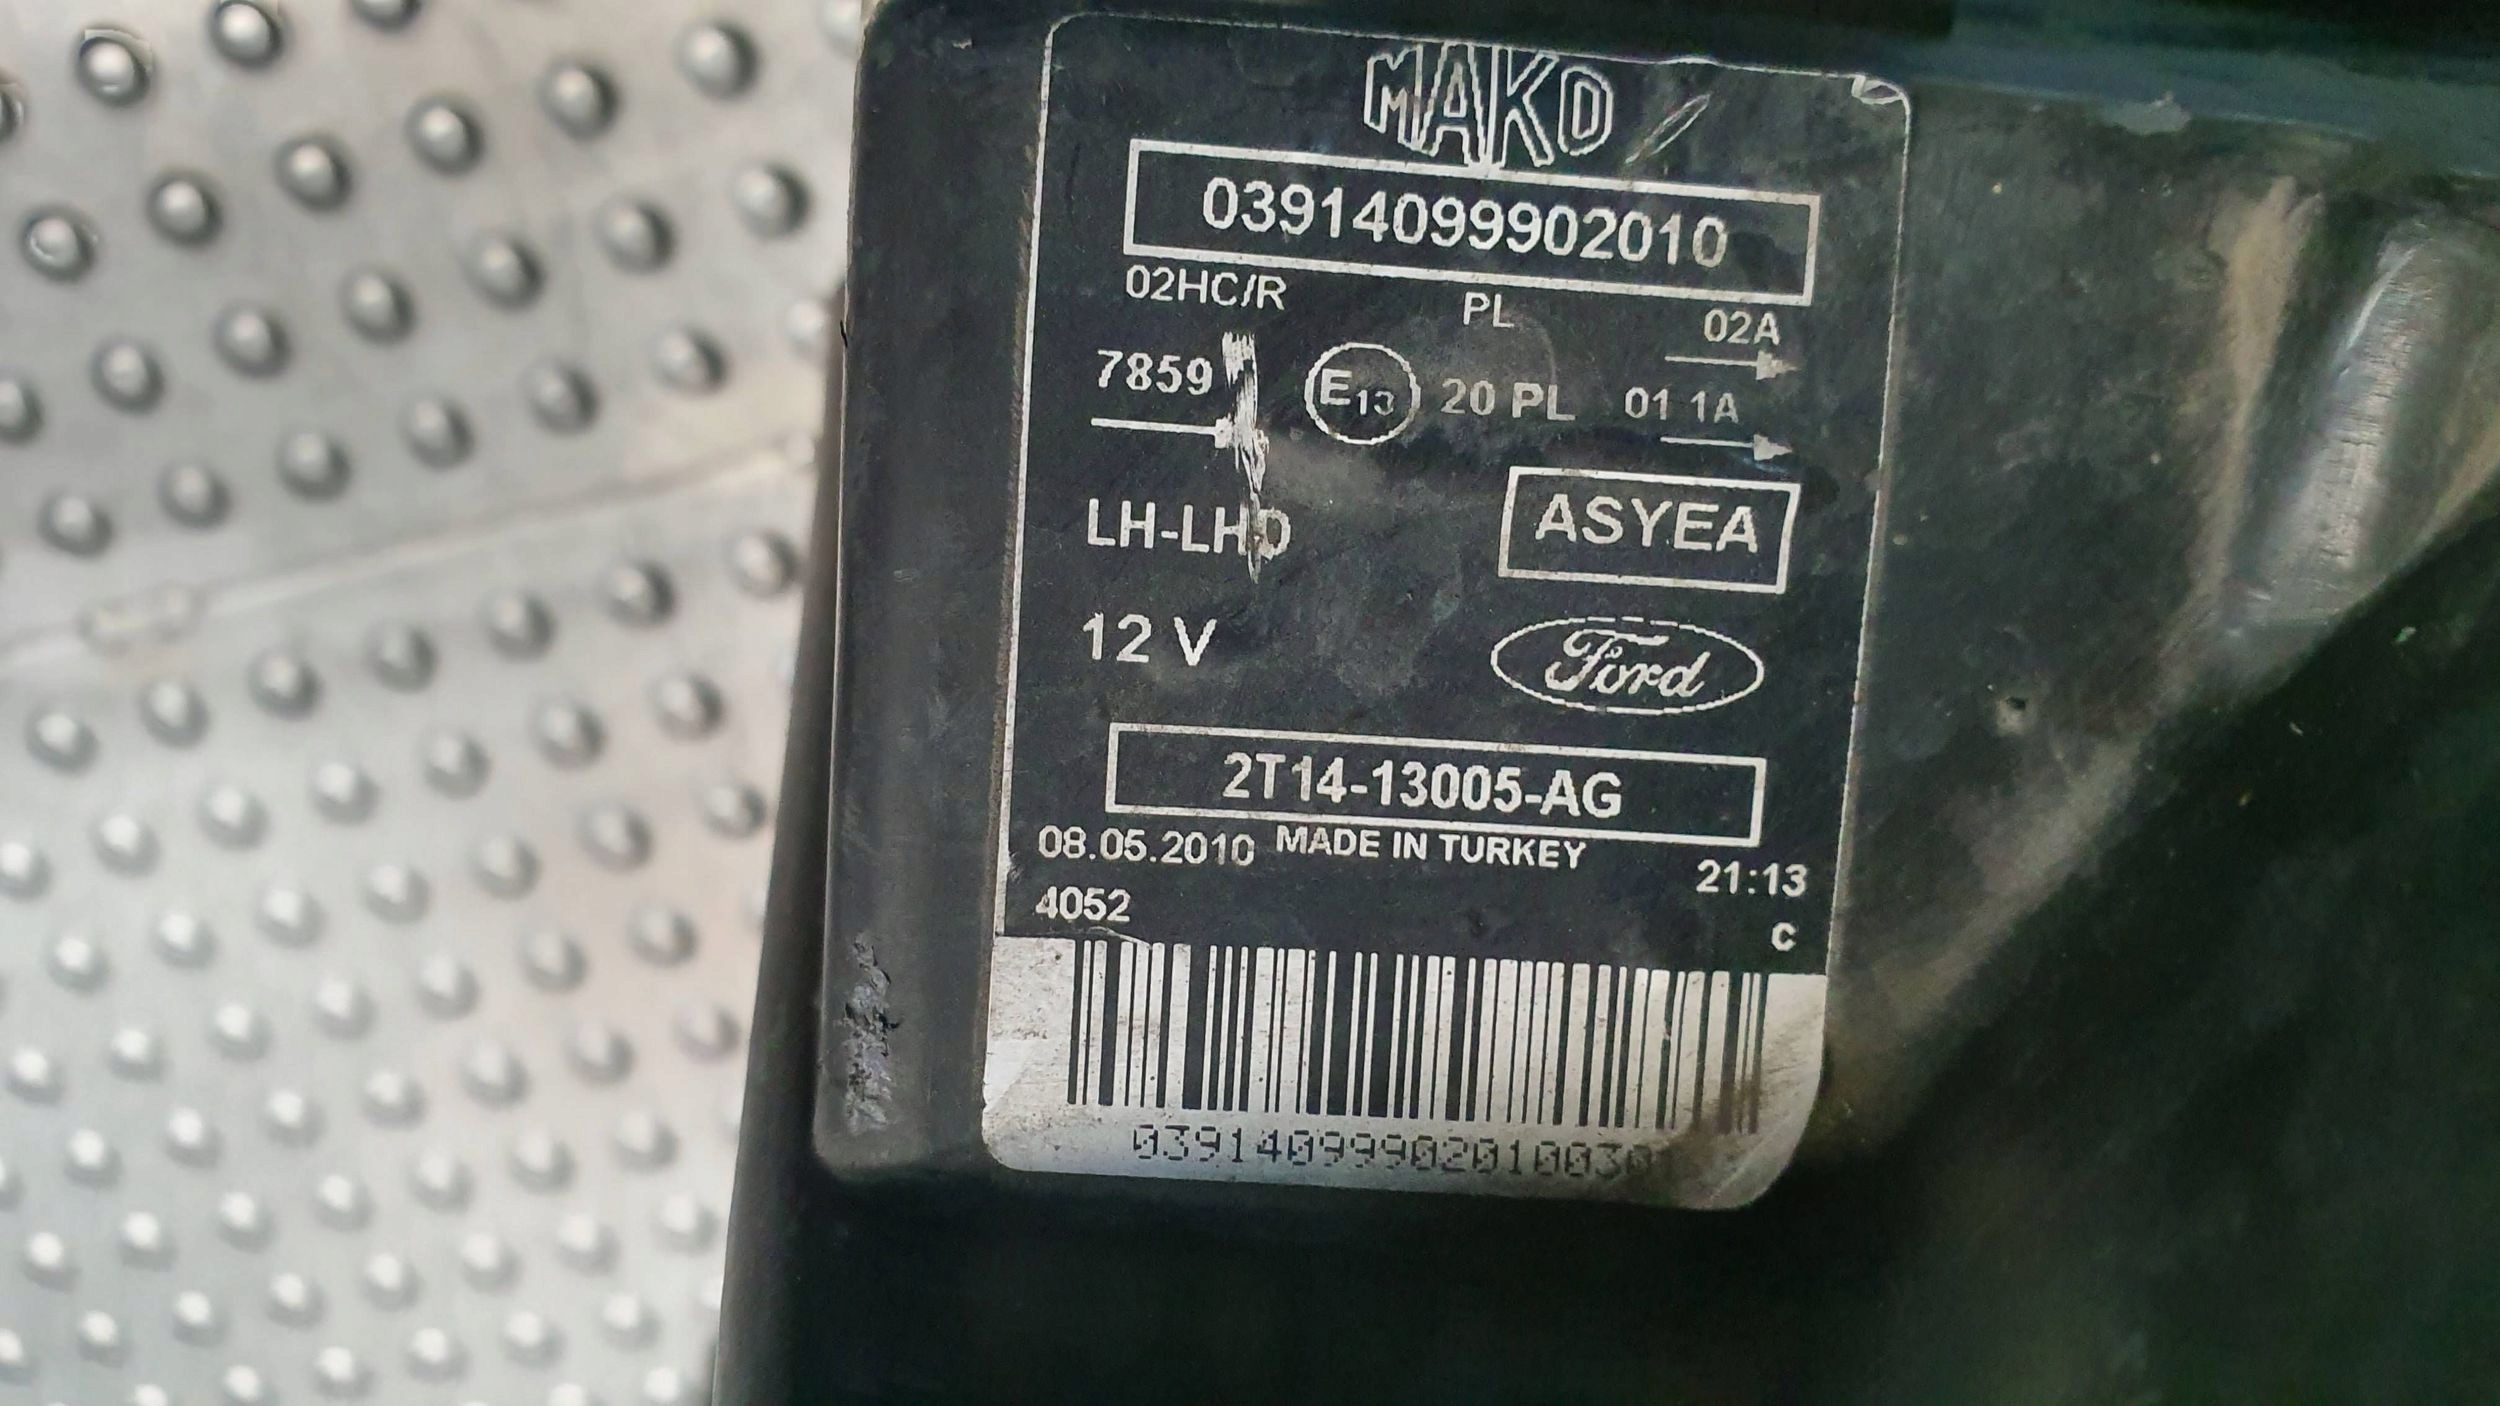 MAKO
03914099902010
02HC/R PL 02A
7859 E13 20 PL 01 1A
LH-LHD
ASYEA
12 V
Ford
2T14-13005-AG
08.05.2010 MADE IN TURKEY 21:13
4052 C